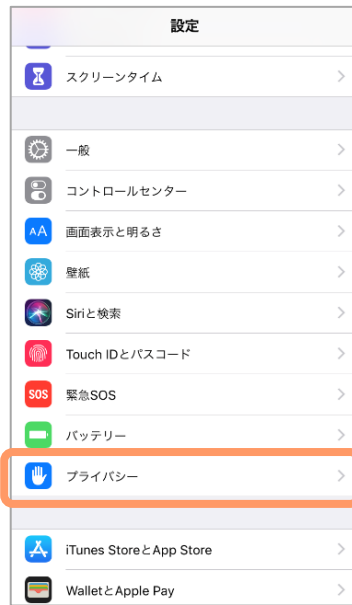 設定
スクリーンタイム
一般
コントロールセンター
AA 画面表示と明るさ
壁紙
Siriと検索
Touch IDとパスコード
SOS 緊急SOS
バッテリー
プライバシー
iTunes StoreとApp Store
WalletとApple Pay